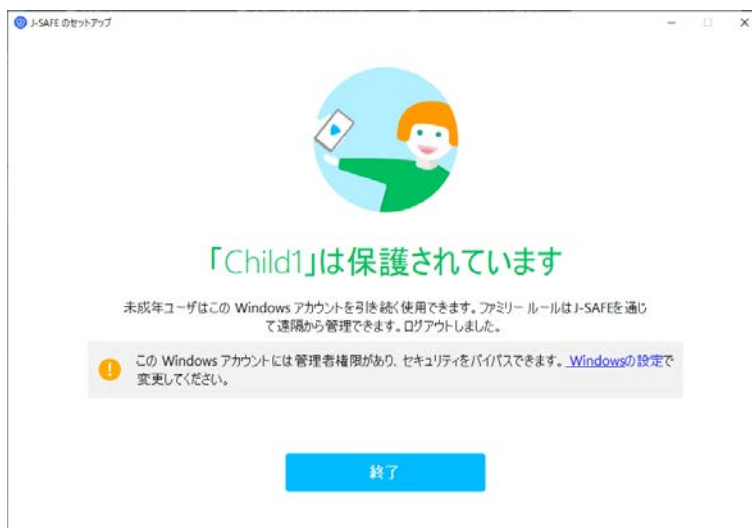 J-SAFE のセットアップ
「Child1」は保護されています
未成年ユーザはこの Windows アカウントを引き続く使用できます。ファミリー ルールはJ-SAFEを通じ
て遠隔から管理できます。ログアウトしました。
この Windows アカウントには管理者権限があり、セキュリティをバイパスできます。 Windowsの設定で
変更してください。
終了